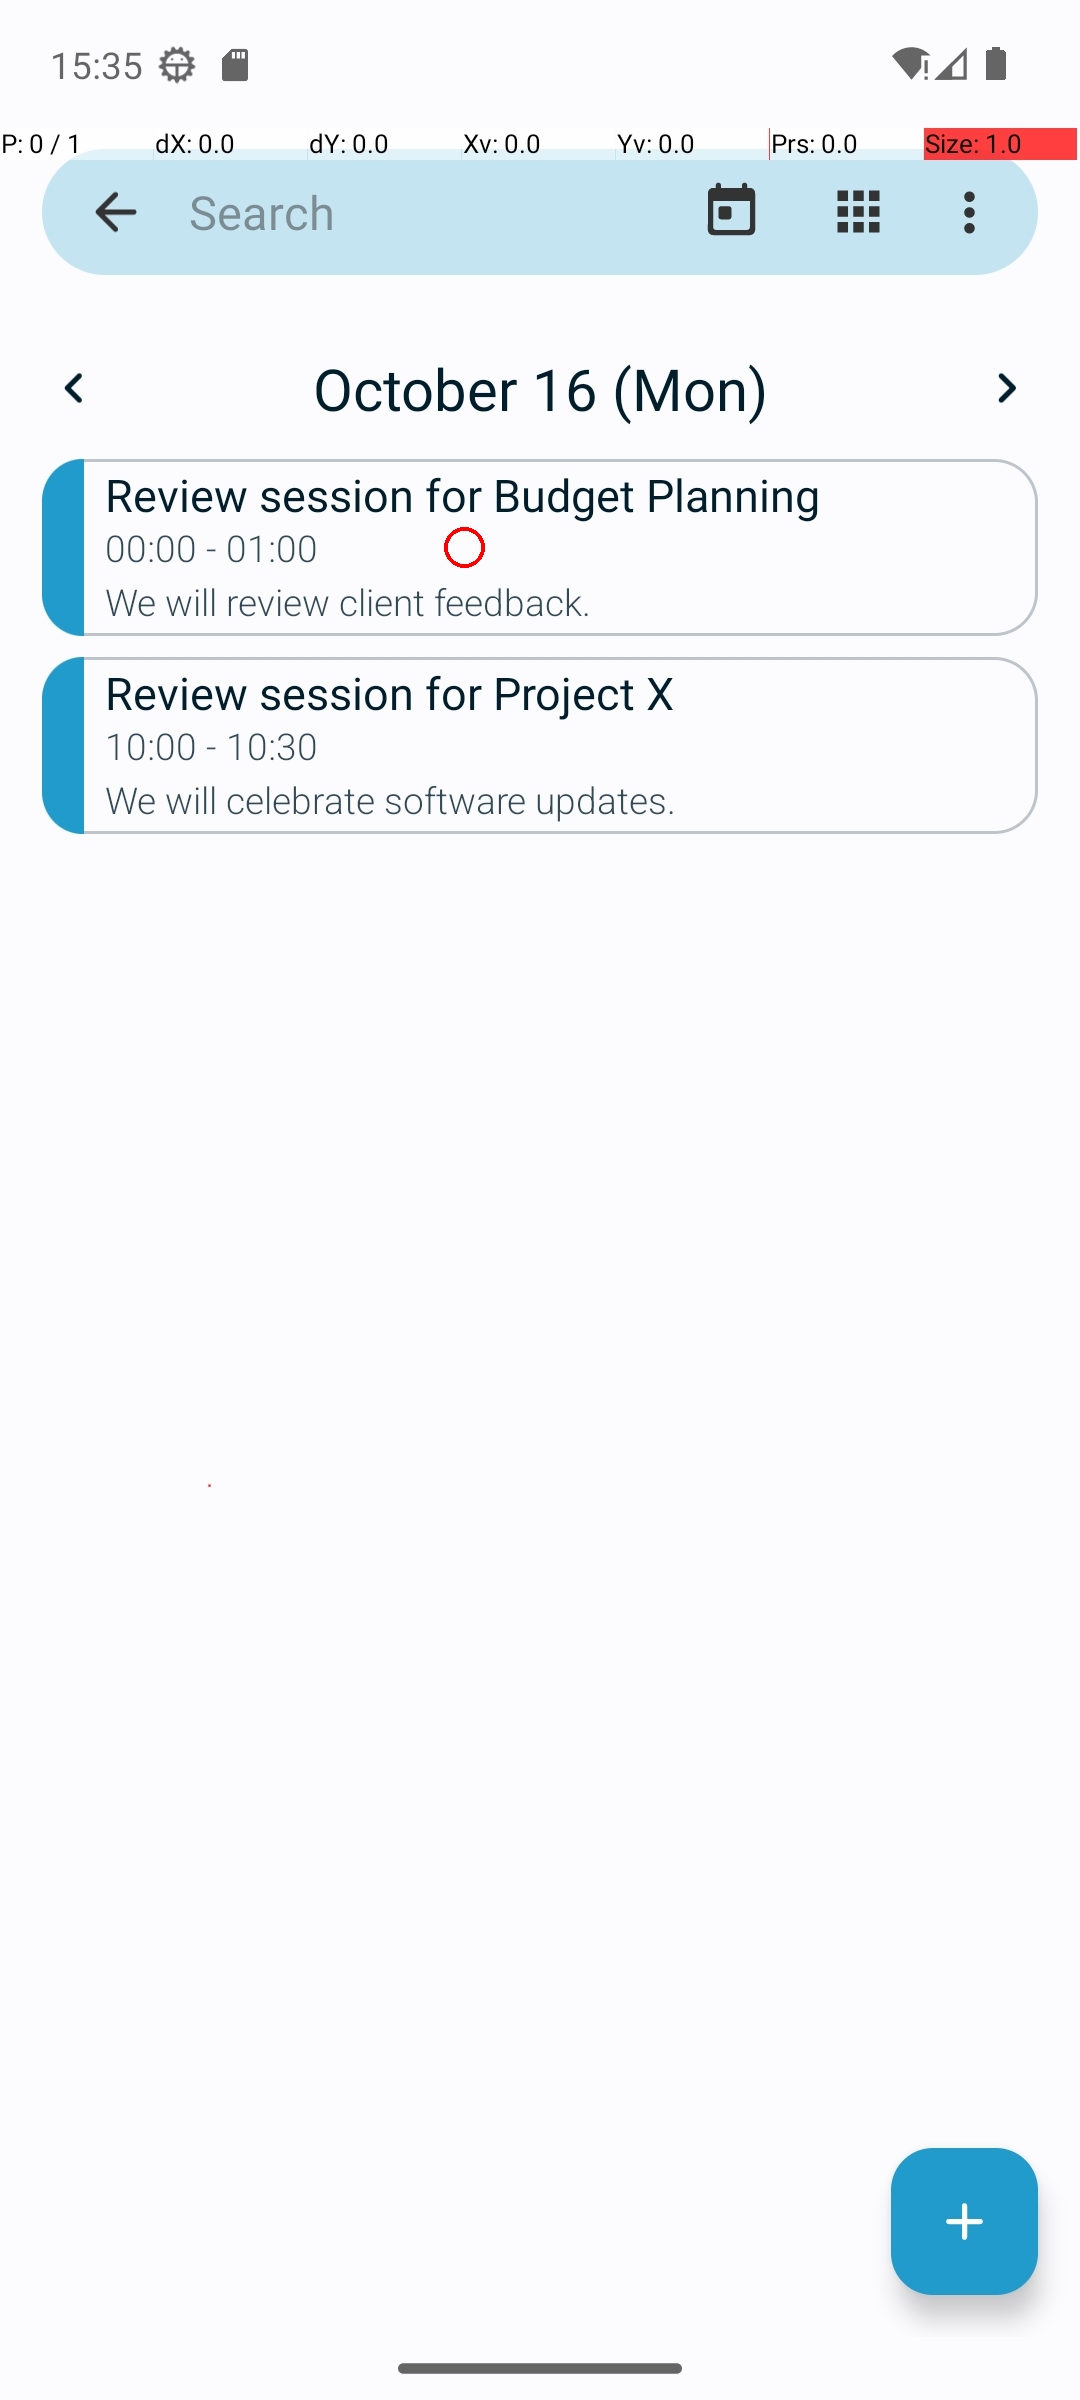 15:35
P: 0 / 1 dX: 0.0 dY: 0.0 Xv: 0.0 Yv: 0.0 Prs: 0.0 Size: 1.0
Search
October 16 (Mon)
Review session for Budget Planning
00:00 - 01:00
We will review client feedback.
Review session for Project X
10:00 - 10:30
We will celebrate software updates.